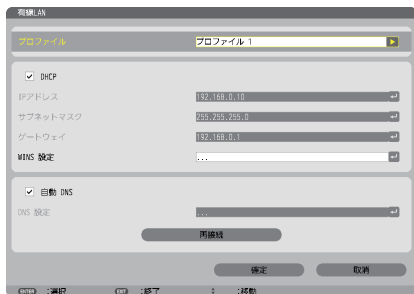 有線LAN
プロファイル
プロファイル 1
DHCP
IPアドレス
192.168.0.10
サブネットマスク
255.255.255.0
ゲートウェイ
192.168.0.1
WINS 設定
...
自動 DNS
DNS 設定
...
再接続
確定
取消
ENTER :選択
EXIT :終了
:移動